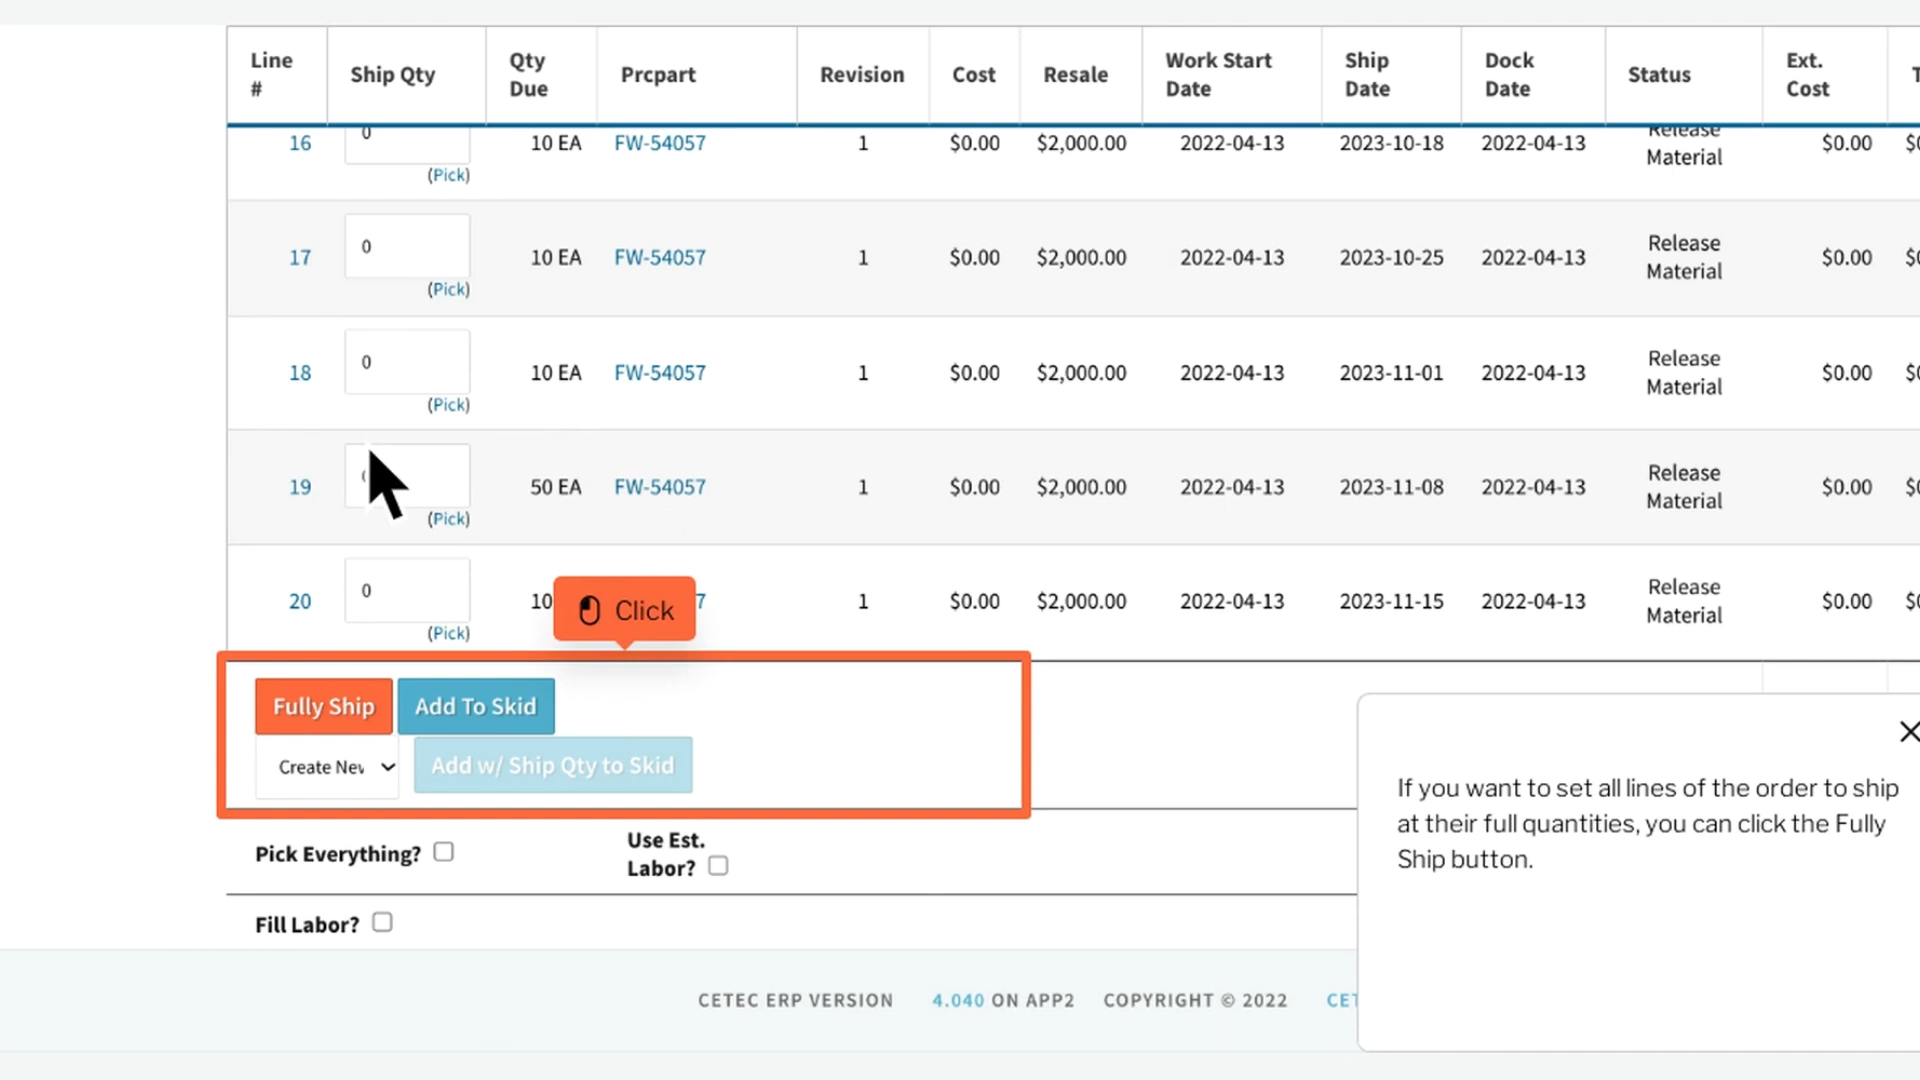 Line # Ship Qty Qty Due Prcpart Revision Cost Resale Work Start Date Ship Date Dock Date Status Ext. Cost
16 0 (Pick) 10 EA FW-54057 1 $0.00 $2,000.00 2022-04-13 2023-10-18 2022-04-13 Release Material $0.00
17 0 (Pick) 10 EA FW-54057 1 $0.00 $2,000.00 2022-04-13 2023-10-25 2022-04-13 Release Material $0.00
18 0 (Pick) 10 EA FW-54057 1 $0.00 $2,000.00 2022-04-13 2023-11-01 2022-04-13 Release Material $0.00
19 (Pick) 50 EA FW-54057 1 $0.00 $2,000.00 2022-04-13 2023-11-08 2022-04-13 Release Material $0.00
20 0 (Pick) 10 7 1 $0.00 $2,000.00 2022-04-13 2023-11-15 2022-04-13 Release Material $0.00
Click
Fully Ship Add To Skid
Create Nev Add w/ Ship Qty to Skid
Pick Everything? Use Est. Labor?
Fill Labor?
If you want to set all lines of the order to ship
at their full quantities, you can click the Fully
Ship button.
CETEC ERP VERSION 4.040 ON APP2 COPYRIGHT © 2022 CET